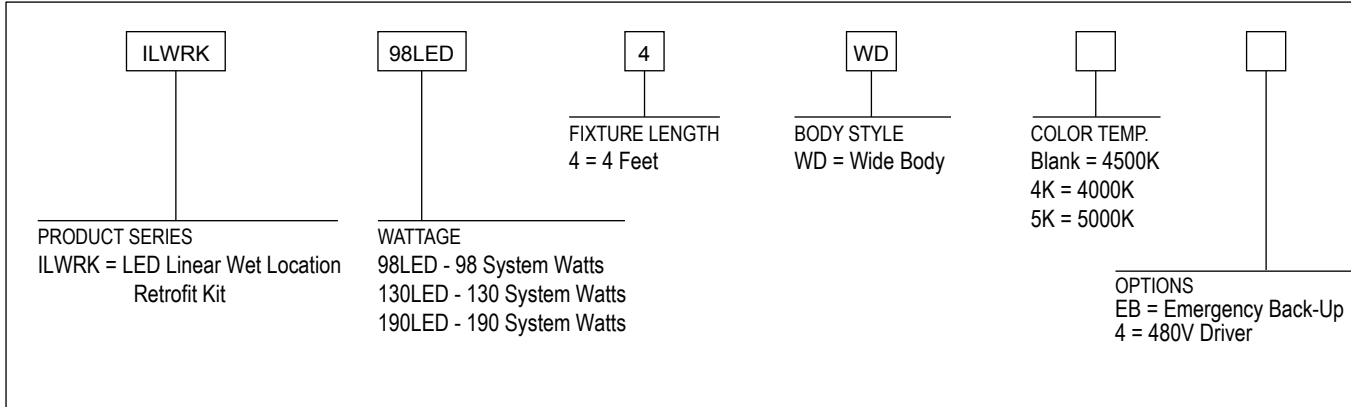 ILWRK 98LED 4 WD
FIXTURE LENGTH
4 = 4 Feet
BODY STYLE
WD = Wide Body
COLOR TEMP.
Blank = 4500K
4K = 4000K
5K = 5000K
PRODUCT SERIES
ILWRK = LED Linear Wet Location
Retrofit Kit
WATTAGE
98LED - 98 System Watts
130LED - 130 System Watts
190LED - 190 System Watts
OPTIONS
EB = Emergency Back-Up
4 = 480V Driver